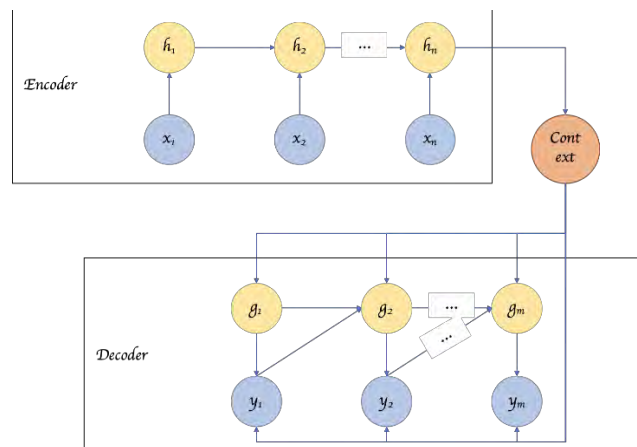 h₁
h₂
...
hₙ
Encoder
x₁
x₂
xₙ
Cont
ext
g₁
g₂
...
gₘ
...
Decoder
y₁
y₂
yₘ